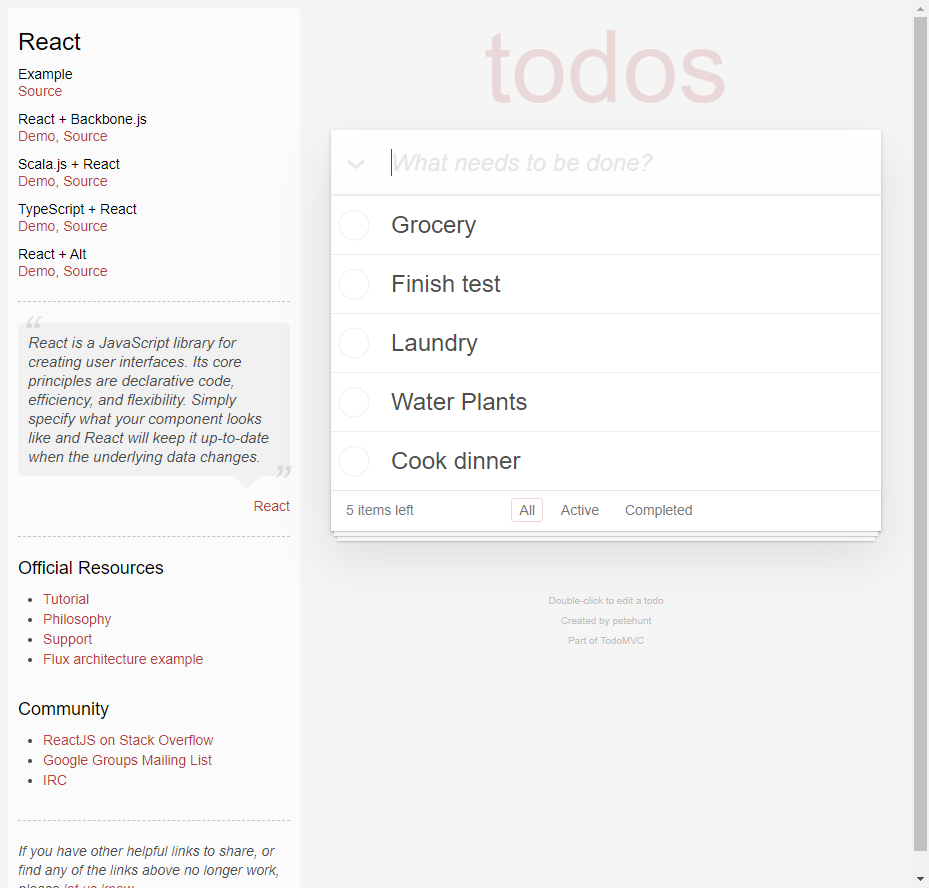 React
Example
Source
React + Backbone.js
Demo, Source
Scala.js + React
Demo, Source
TypeScript + React
Demo, Source
React + Alt
Demo, Source
“
React is a JavaScript library for
creating user interfaces. Its core
principles are declarative code,
efficiency, and flexibility. Simply
specify what your component looks
like and React will keep it up-to-date
when the underlying data changes.
”
React
Official Resources
Tutorial
Philosophy
Support
Flux architecture example
Community
ReactJS on Stack Overflow
Google Groups Mailing List
IRC
If you have other helpful links to share, or
find any of the links above no longer work,
please let us know
todos
What needs to be done?
Grocery
Finish test
Laundry
Water Plants
Cook dinner
5 items left
All
Active
Completed
Double-click to edit a todo
Created by petehunt
Part of TodoMVC